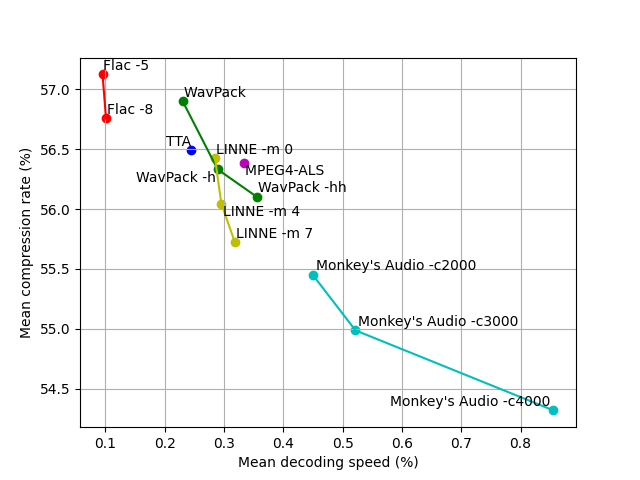 Mean compression rate (%)
57.0
56.5
56.0
55.5
55.0
54.5
Flac -5
WavPack
Flac -8
TTA
LINNE -m 0
MPEG4-ALS
WavPack -h
WavPack -hh
LINNE -m 4
LINNE -m 7
Monkey's Audio -c2000
Monkey's Audio -c3000
Monkey's Audio -c4000
0.1 0.2 0.3 0.4 0.5 0.6 0.7 0.8
Mean decoding speed (%)